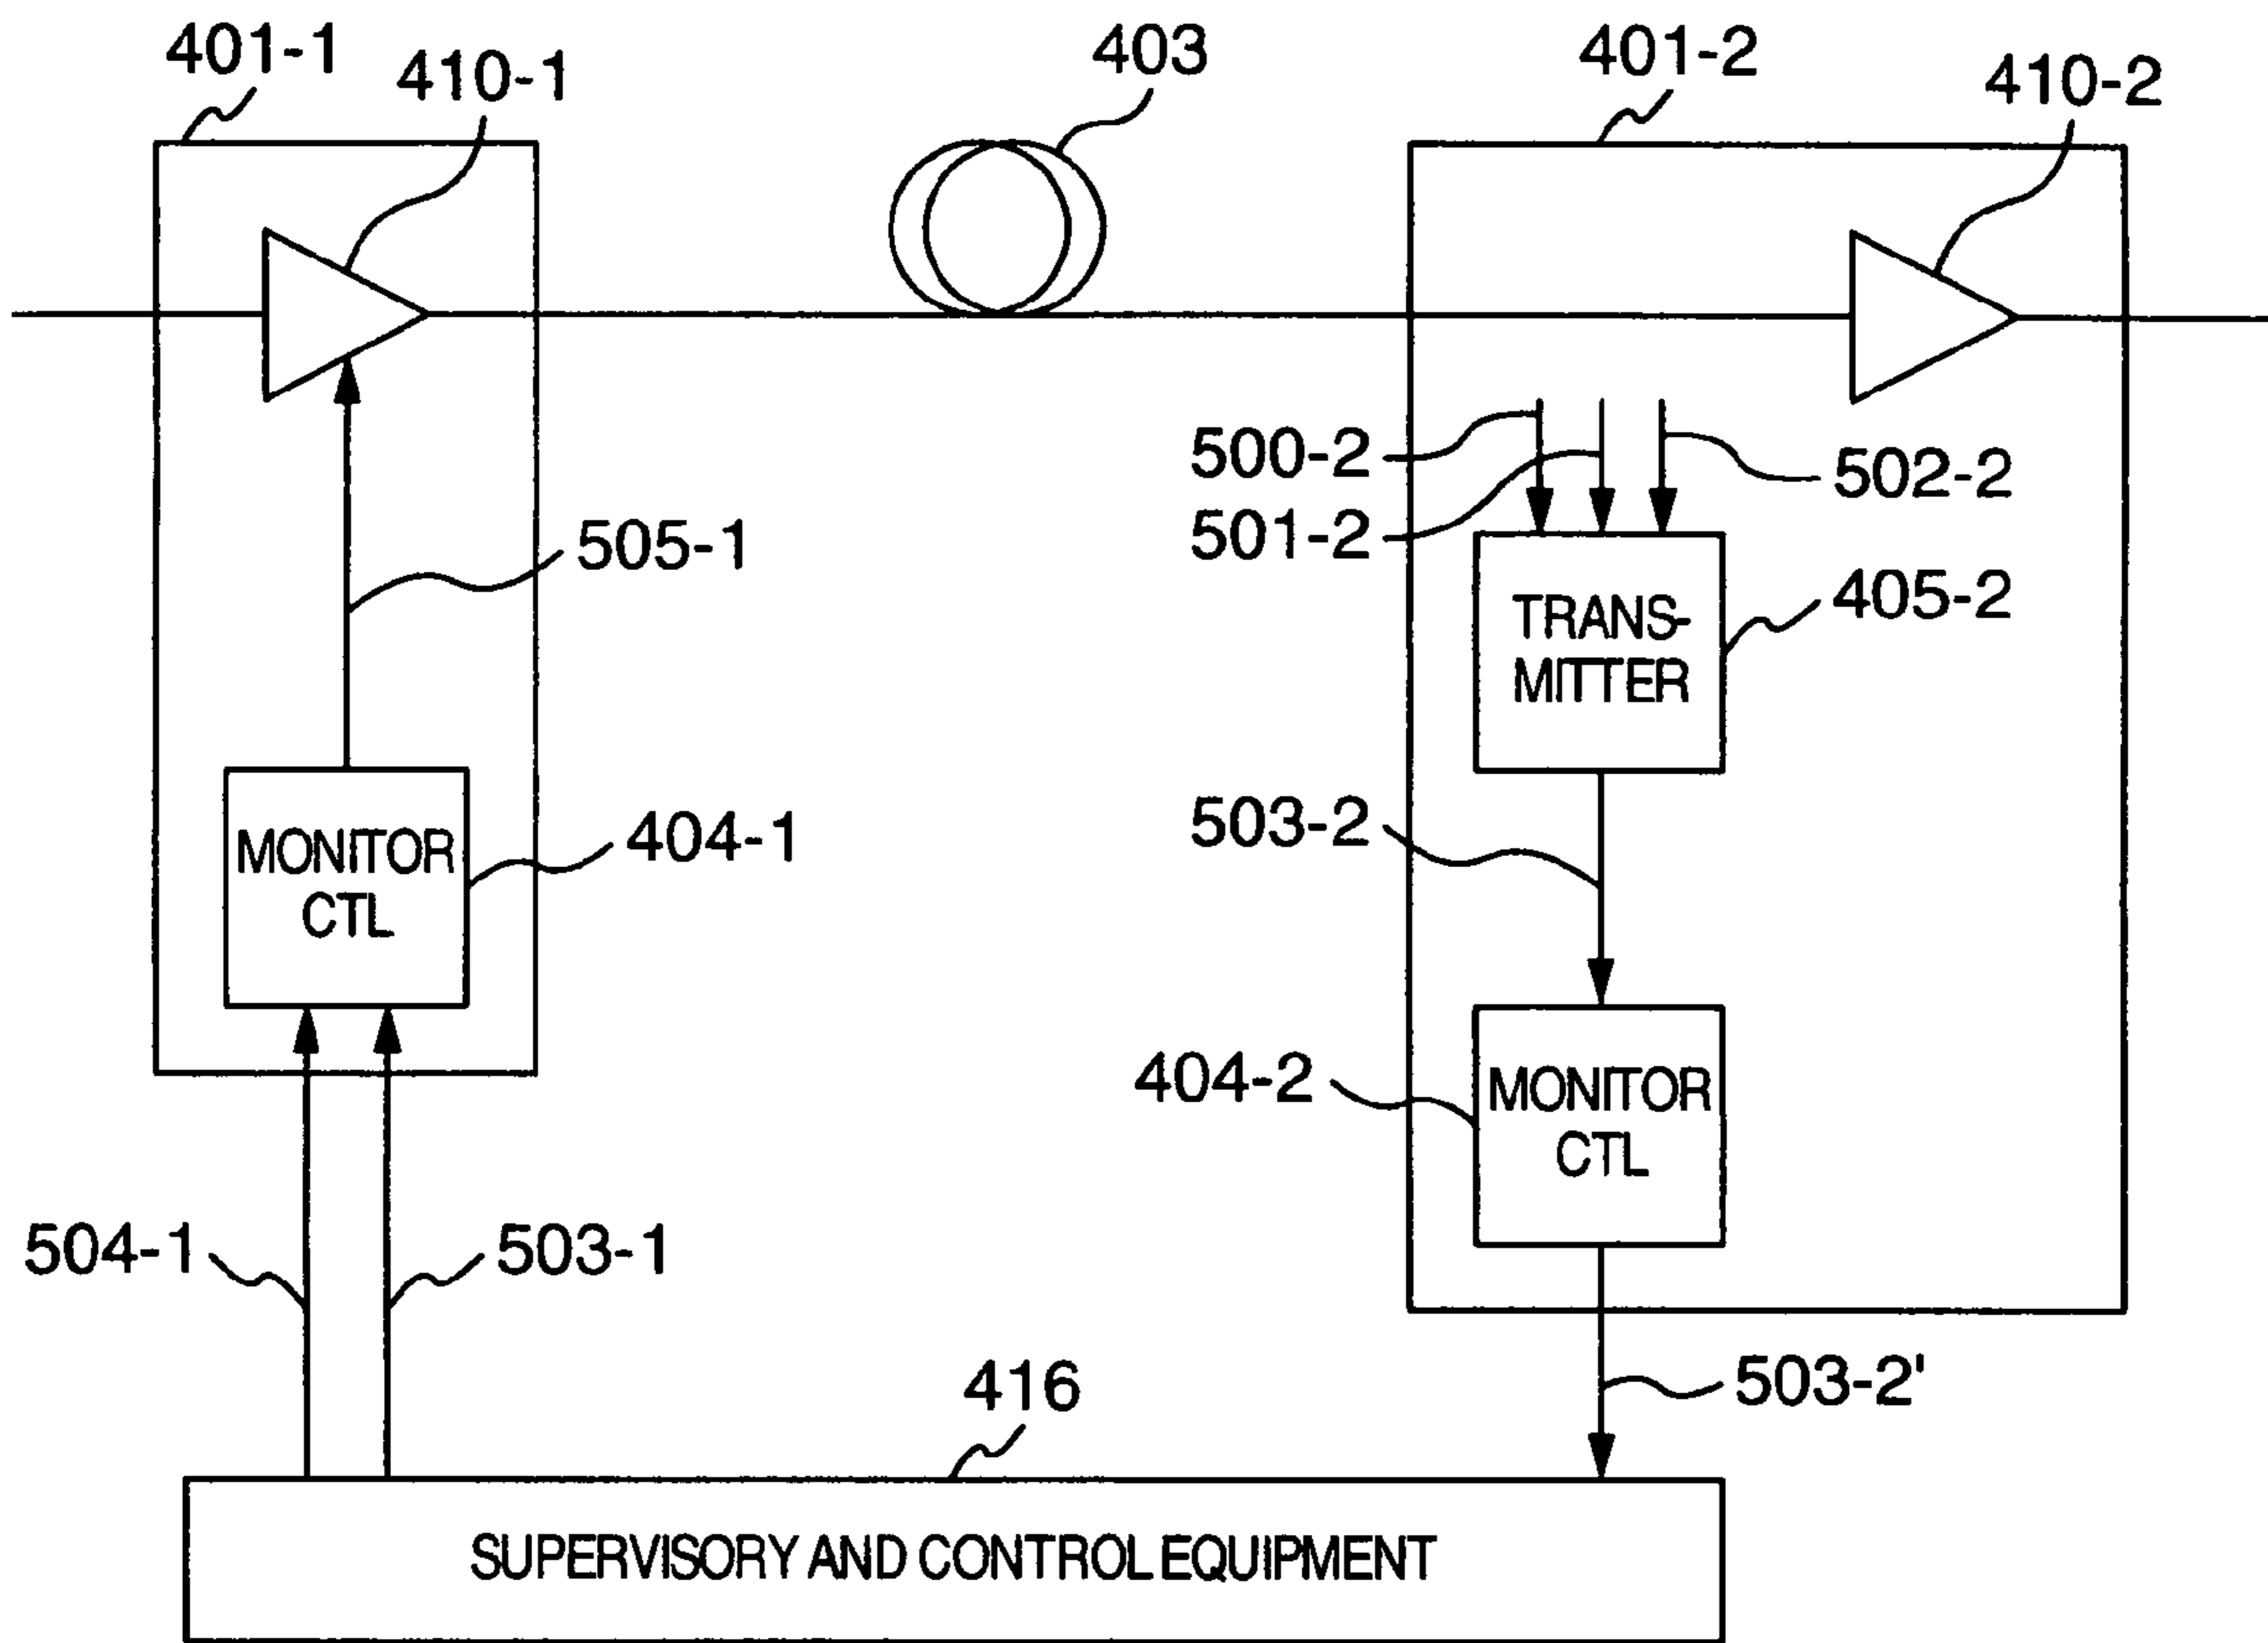 401-1
410-1
403
401-2
410-2
500-2
502-2
501-2
505-1
TRANS-
MITTER
405-2
MONITOR
CTL
404-1
503-2
404-2
MONITOR
CTL
504-1
503-1
503-2'
416
SUPERVISORY AND CONTROL EQUIPMENT